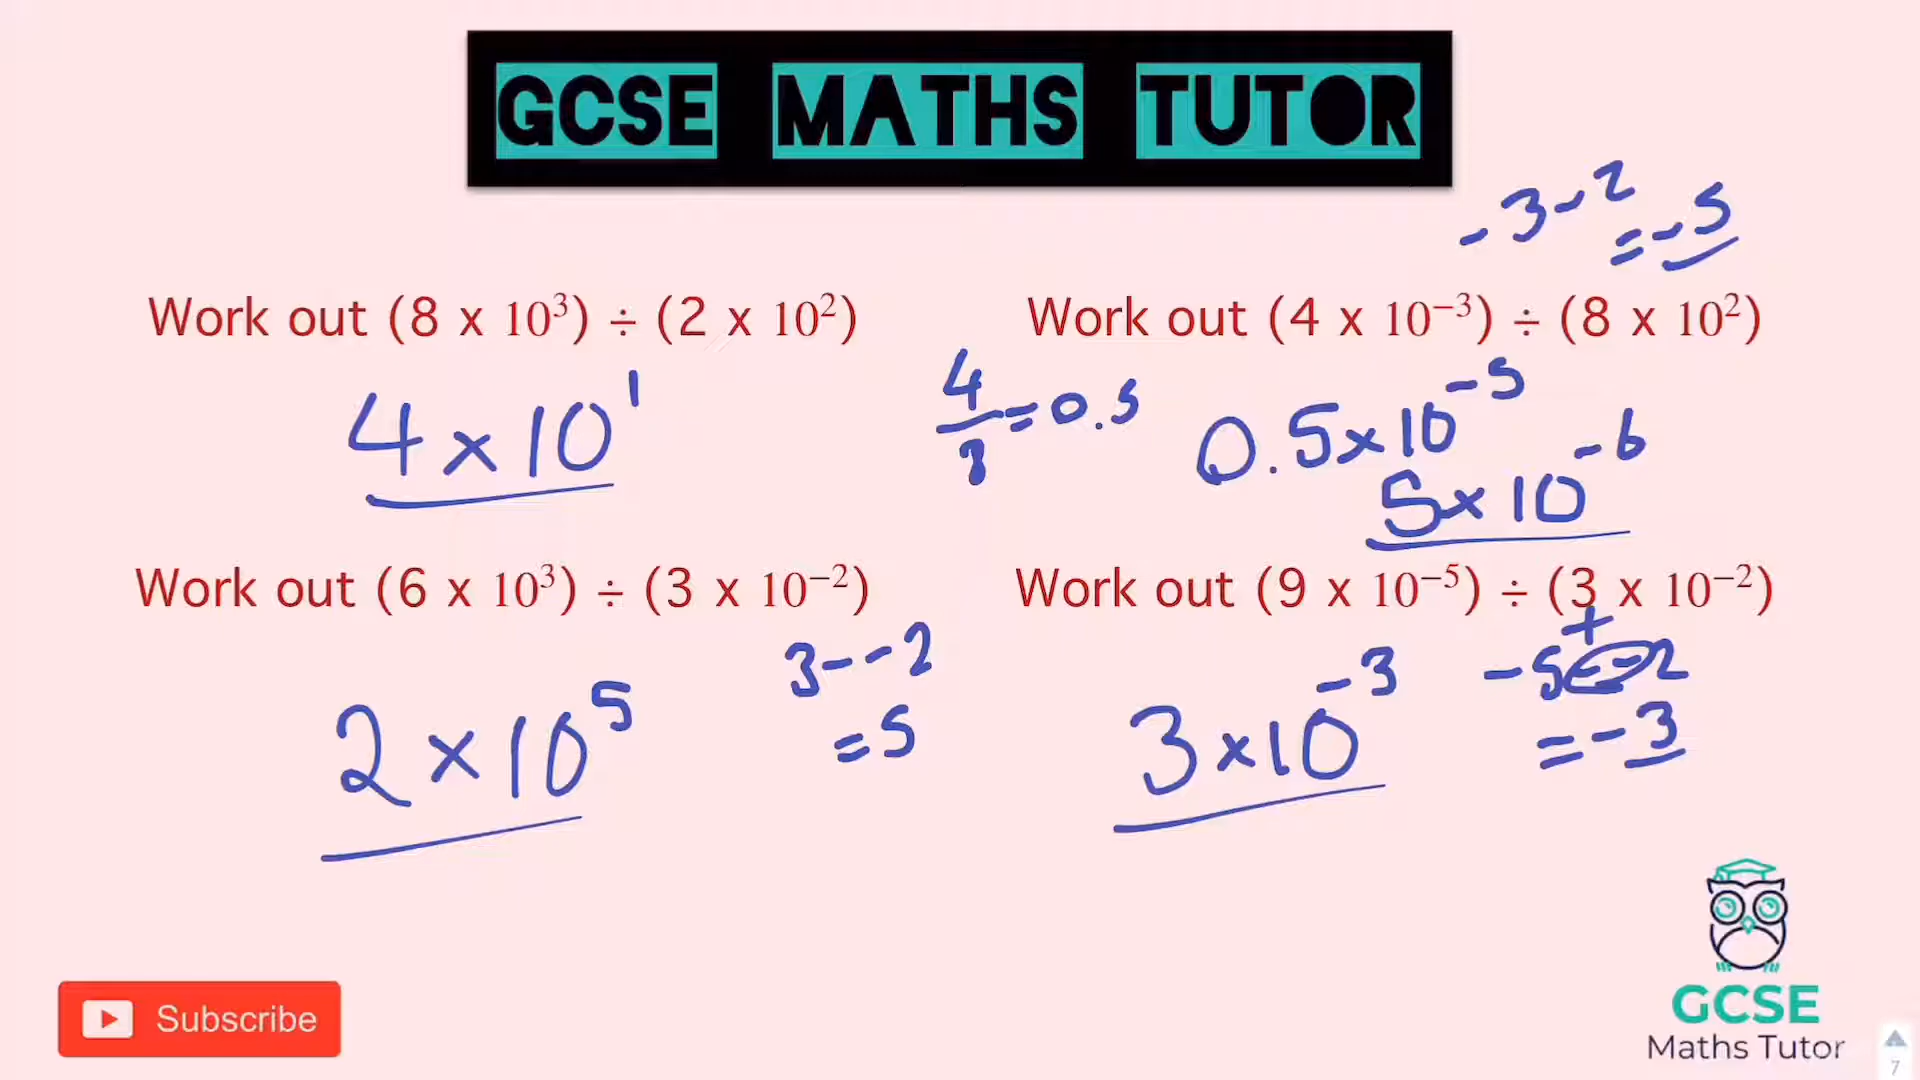 GCSE MATHS TUTOR
-3-2
=-5
Work out (8 x 10³) ÷ (2 x 10²)
4 x 10¹
Work out (4 x 10⁻³) ÷ (8 x 10²)
4/8 = 0.5
0.5 x 10⁻⁵
5 x 10⁻⁶
Work out (6 x 10³) ÷ (3 x 10⁻²)
3--2
=5
2 x 10⁵
Work out (9 x 10⁻⁵) ÷ (3 x 10⁻²)
+
-5--2
=-3
3 x 10⁻³
Subscribe
GCSE
Maths Tutor
7